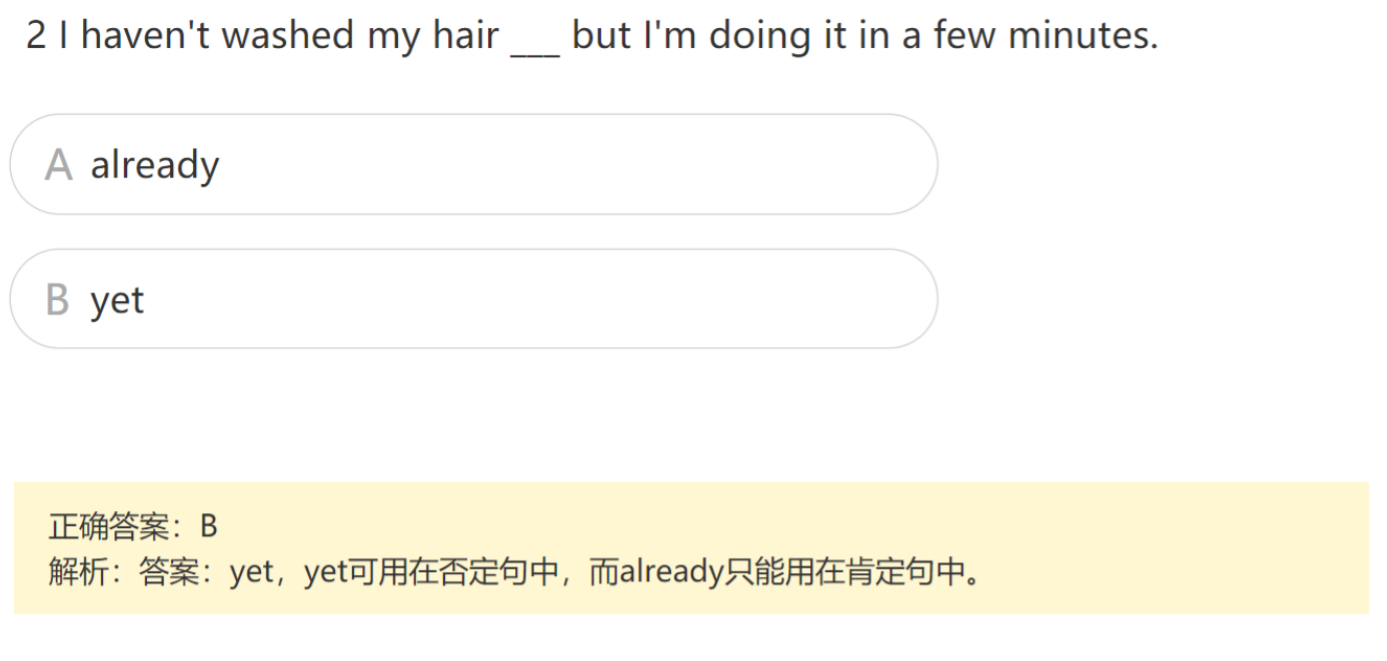 2 I haven't washed my hair ___ but I'm doing it in a few minutes.
A already
B yet
正确答案：B
解析：答案：yet，yet可用在否定句中，而already只能用在肯定句中。